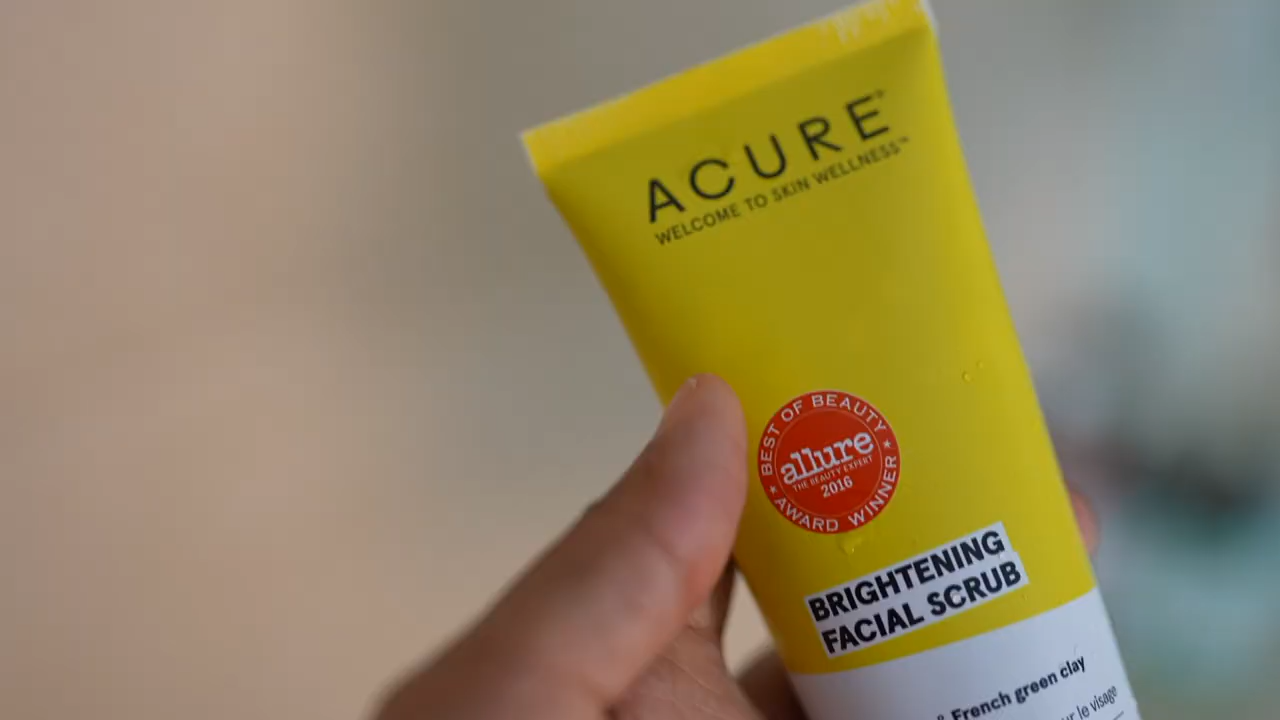 ACURE®
WELCOME TO SKIN WELLNESS™
BEST OF BEAUTY
allure
THE BEAUTY EXPERT
2016
★ AWARD WINNER ★
BRIGHTENING
FACIAL SCRUB
& French green clay
le visage